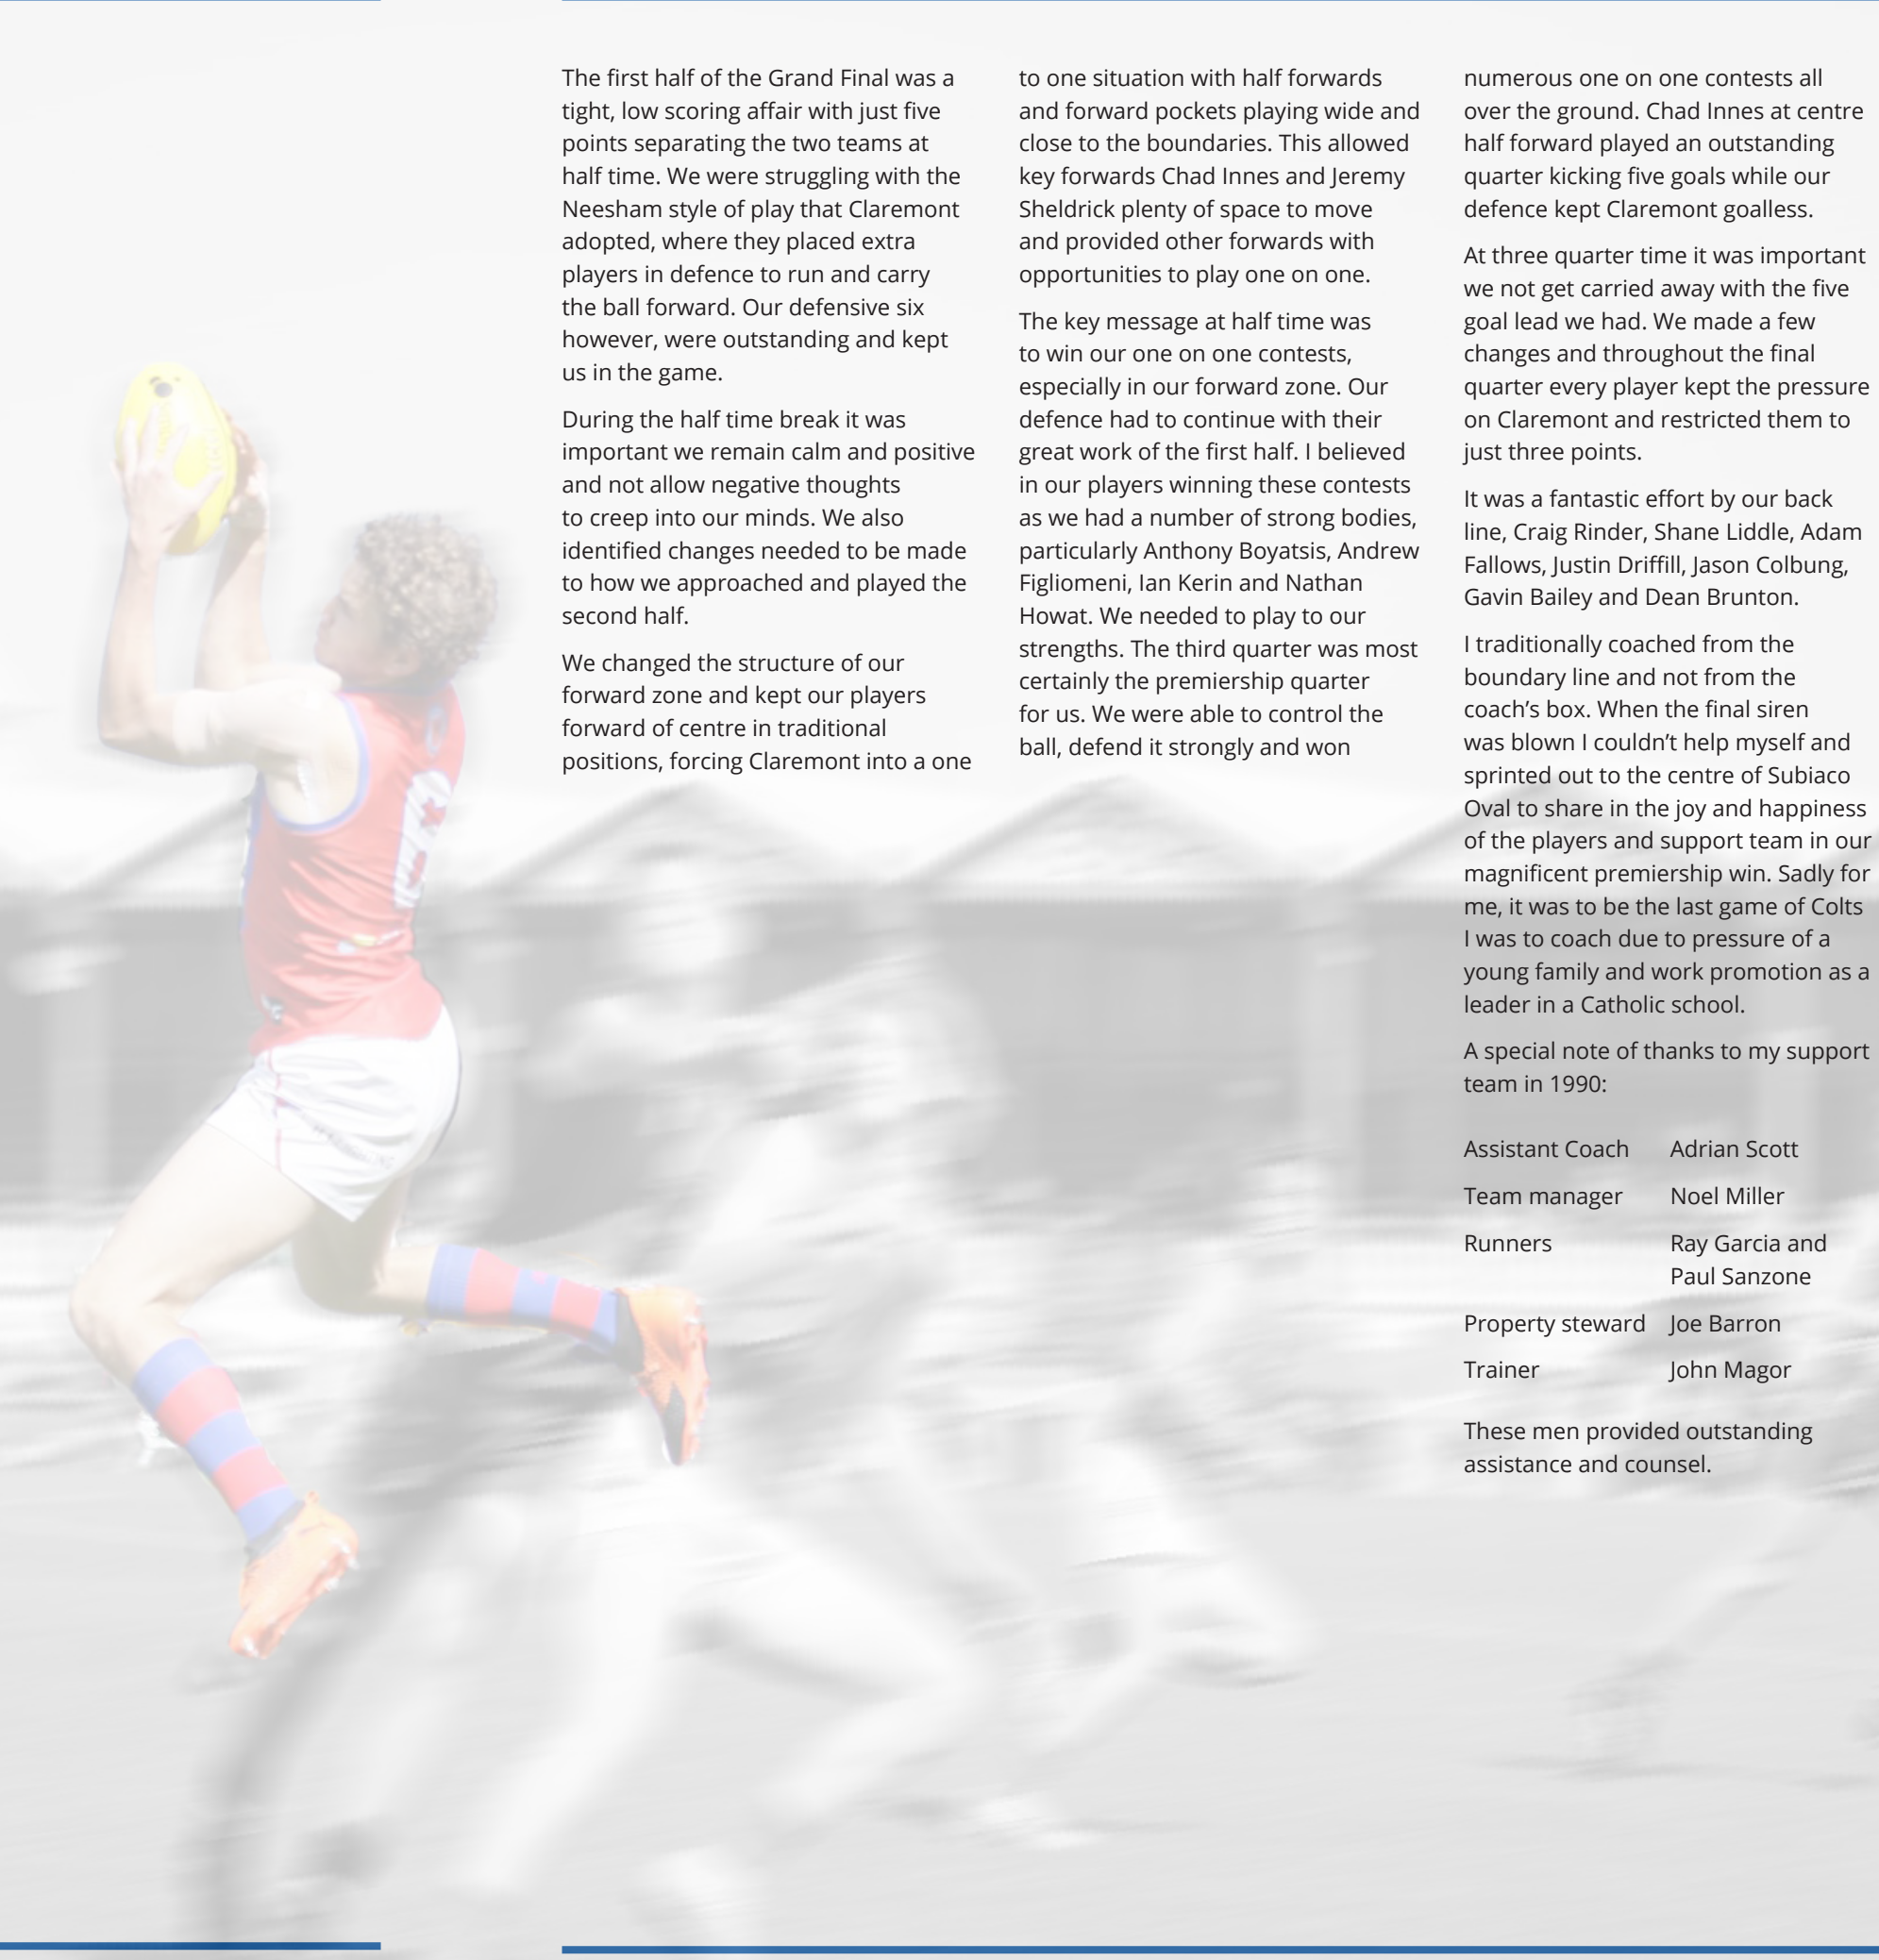 The first half of the Grand Final was a
tight, low scoring affair with just five
points separating the two teams at
half time. We were struggling with the
Neesham style of play that Claremont
adopted, where they placed extra
players in defence to run and carry
the ball forward. Our defensive six
however, were outstanding and kept
us in the game.
During the half time break it was
important we remain calm and positive
and not allow negative thoughts
to creep into our minds. We also
identified changes needed to be made
to how we approached and played the
second half.
We changed the structure of our
forward zone and kept our players
forward of centre in traditional
positions, forcing Claremont into a one
to one situation with half forwards
and forward pockets playing wide and
close to the boundaries. This allowed
key forwards Chad Innes and Jeremy
Sheldrick plenty of space to move
and provided other forwards with
opportunities to play one on one.
The key message at half time was
to win our one on one contests,
especially in our forward zone. Our
defence had to continue with their
great work of the first half. I believed
in our players winning these contests
as we had a number of strong bodies,
particularly Anthony Boyatsis, Andrew
Figliomeni, Ian Kerin and Nathan
Howat. We needed to play to our
strengths. The third quarter was most
certainly the premiership quarter
for us. We were able to control the
ball, defend it strongly and won
numerous one on one contests all
over the ground. Chad Innes at centre
half forward played an outstanding
quarter kicking five goals while our
defence kept Claremont goalless.
At three quarter time it was important
we not get carried away with the five
goal lead we had. We made a few
changes and throughout the final
quarter every player kept the pressure
on Claremont and restricted them to
just three points.
It was a fantastic effort by our back
line, Craig Rinder, Shane Liddle, Adam
Fallows, Justin Driffill, Jason Colbung,
Gavin Bailey and Dean Brunton.
I traditionally coached from the
boundary line and not from the
coach’s box. When the final siren
was blown I couldn’t help myself and
sprinted out to the centre of Subiaco
Oval to share in the joy and happiness
of the players and support team in our
magnificent premiership win. Sadly for
me, it was to be the last game of Colts
I was to coach due to pressure of a
young family and work promotion as a
leader in a Catholic school.
A special note of thanks to my support
team in 1990:
Assistant Coach Adrian Scott
Team manager Noel Miller
Runners Ray Garcia and
Paul Sanzone
Property steward Joe Barron
Trainer John Magor
These men provided outstanding
assistance and counsel.